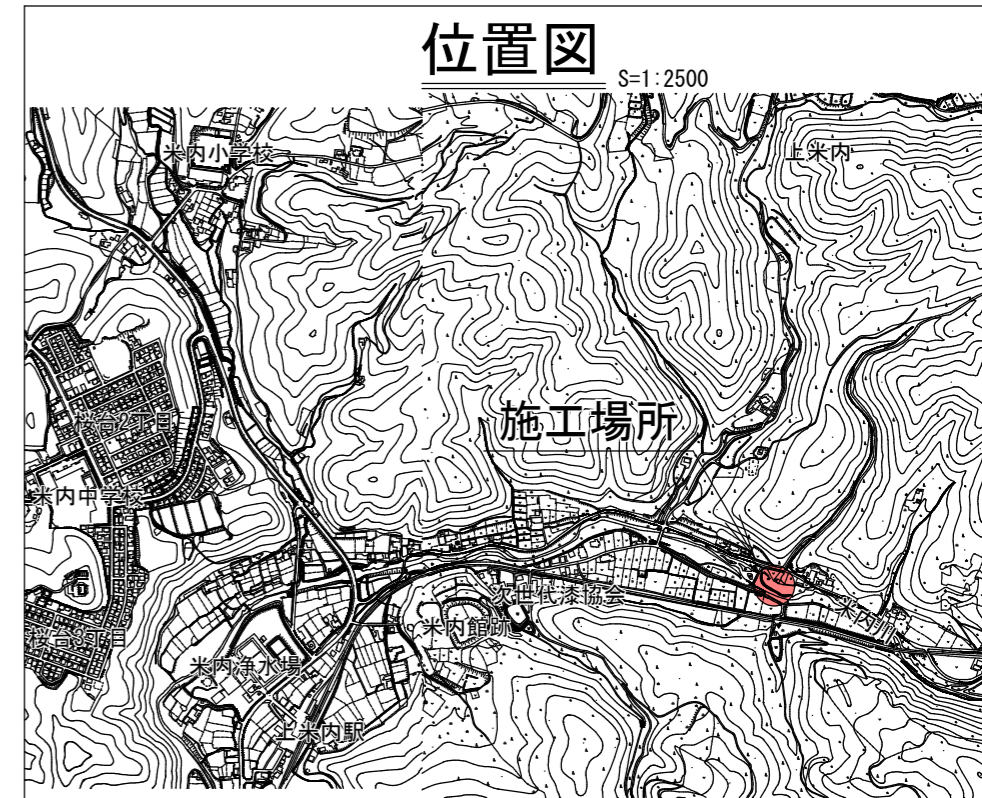 位置図
S=1:2500
米内小学校
上米内
桜台2丁目
施工場所
米内中学校
世代漆協会
米内川
米内館跡
桜台3丁目
米内浄水場
上米内駅